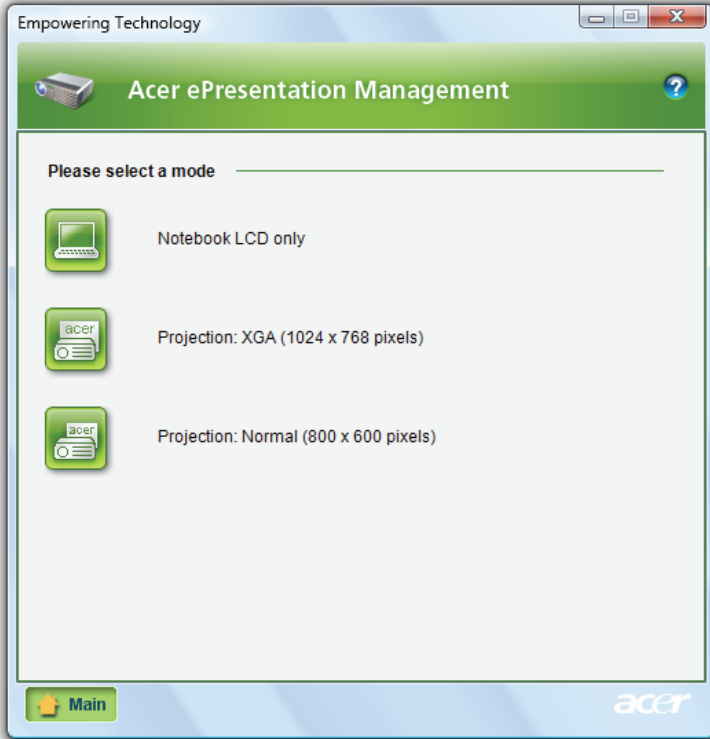 Empowering Technology
Acer ePresentation Management
?
Please select a mode
Notebook LCD only
acer
Projection: XGA (1024 x 768 pixels)
acer
Projection: Normal (800 x 600 pixels)
Main
acer